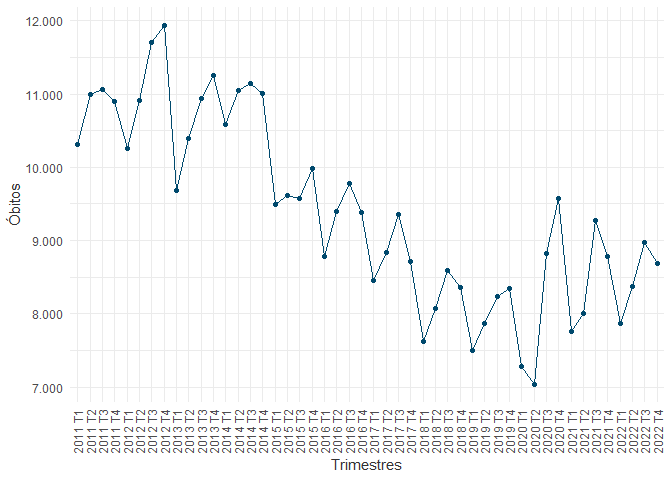 12.000
11.000
10.000
9.000
8.000
7.000
Óbitos
2011 T1
2011 T2
2011 T3
2011 T4
2012 T1
2012 T2
2012 T3
2012 T4
2013 T1
2013 T2
2013 T3
2013 T4
2014 T1
2014 T2
2014 T3
2014 T4
2015 T1
2015 T2
2015 T3
2015 T4
2016 T1
2016 T2
2016 T3
2016 T4
2017 T1
2017 T2
2017 T3
2017 T4
2018 T1
2018 T2
2018 T3
2018 T4
2019 T1
2019 T2
2019 T3
2019 T4
2020 T1
2020 T2
2020 T3
2020 T4
2021 T1
2021 T2
2021 T3
2021 T4
2022 T1
2022 T2
2022 T3
2022 T4
Trimestres